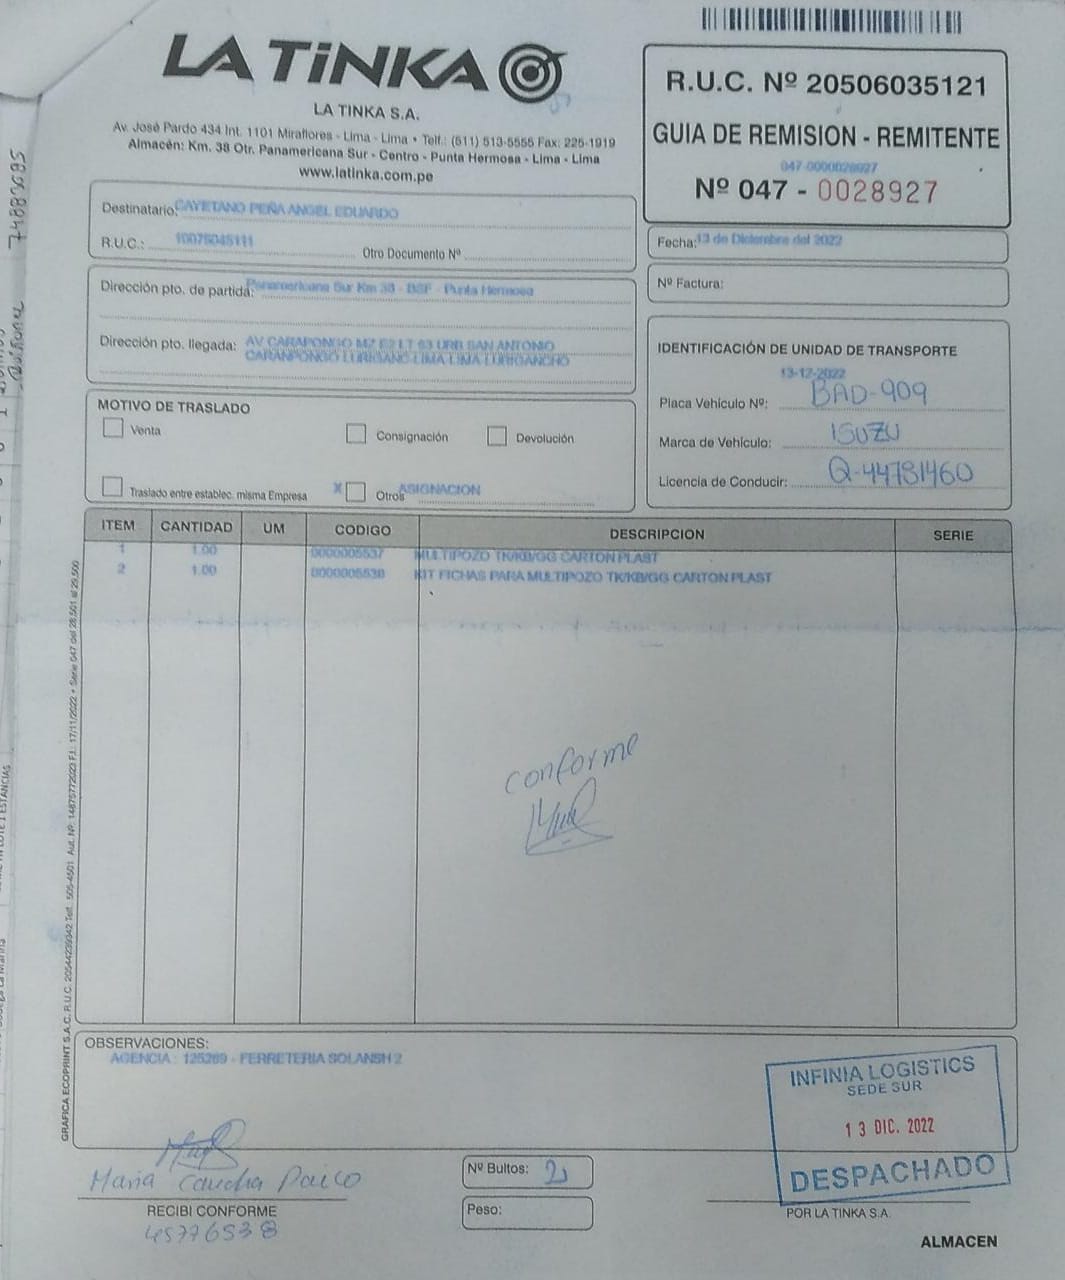 LA TiNKA
LA TINKA S.A.
Av. José Pardo 434 Int. 1101 Miraflores - Lima - Lima • Telf.: (511) 513-5555 Fax: 225-1919
Almacén: Km. 38 Otr. Panamericana Sur - Centro - Punta Hermosa - Lima - Lima
www.latinka.com.pe
R.U.C. Nº 20506035121
GUIA DE REMISION - REMITENTE
047-0000028927
Nº 047 - 0028927
Destinatario: CAYETANO PEÑA ANGEL EDUARDO
R.U.C.: 10075045111
Otro Documento Nº
Fecha: 13 de Diciembre del 2022
Nº Factura:
Dirección pto. de partida: Panamericana Sur Km 38 - BSF - Punta Hermosa
Dirección pto. llegada: AV CARAPONGO MZ E2 LT 63 URB SAN ANTONIO
CARANPONGO LURIGANC-LIMA LIMA LURIGANCHO
IDENTIFICACIÓN DE UNIDAD DE TRANSPORTE
13-12-2022
Placa Vehículo Nº: BAD-909
Marca de Vehículo: ISUZU
Licencia de Conducir: Q-44781460
MOTIVO DE TRASLADO
Venta
Consignación
Devolución
Traslado entre establec. misma Empresa
X Otros ASIGNACION
ITEM CANTIDAD UM CODIGO DESCRIPCION SERIE
1 1.00 0000005537 MULTIPOZO TK/KB/GG CARTON PLAST
2 1.00 0000005538 KIT FICHAS PARA MULTIPOZO TK/KB/GG CARTON PLAST
conforme
GRAFICA ECOPRINT S.A.C. R.U.C. 20544239342 Telf.: 505-4501 Aut. Nº: 14875772023 F.I.: 17/11/2022 • Serie 047 del 28,501 al 29,500
OBSERVACIONES:
AGENCIA : 125269 - FERRETERIA SOLANSH 2
INFINIA LOGISTICS
SEDE SUR
13 DIC. 2022
DESPACHADO
Maria Concha Paico
RECIBI CONFORME
45776538
Nº Bultos: 2
Peso:
POR LA TINKA S.A.
ALMACEN